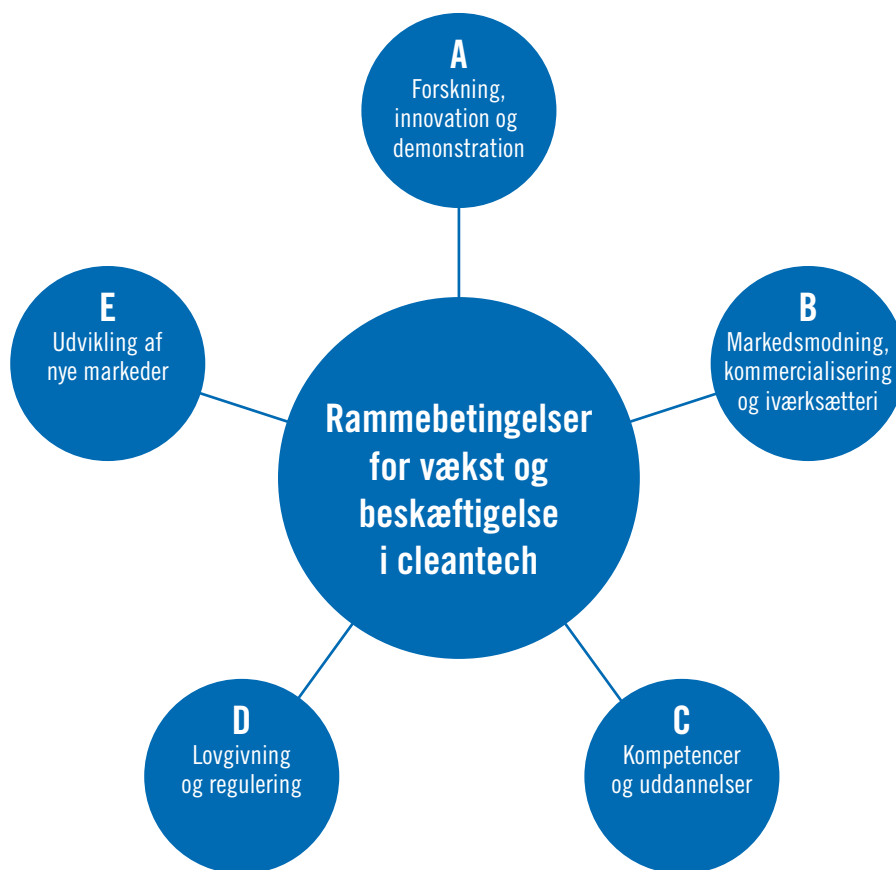 A
Forskning,
innovation og
demonstration
B
Markedsmodning,
kommercialisering
og iværksætteri
E
Udvikling af
nye markeder
Rammebetingelser
for vækst og
beskæftigelse
i cleantech
D
Lovgivning
og regulering
C
Kompetencer
og uddannelser